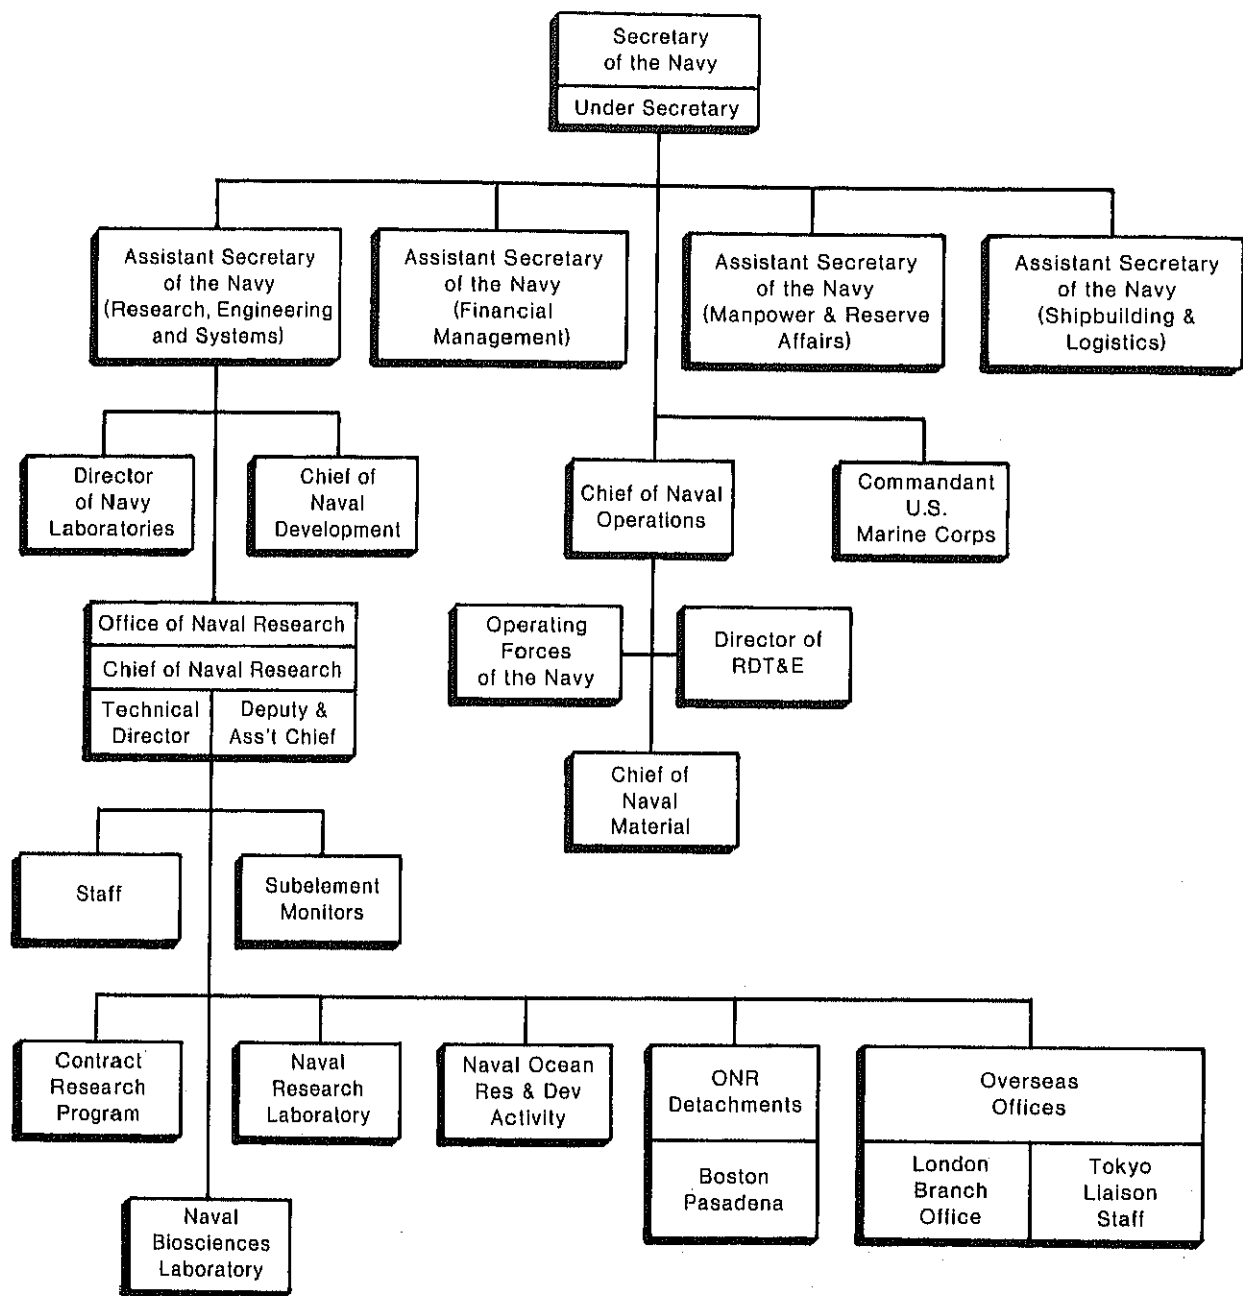 Secretary
of the Navy
Under Secretary
Assistant Secretary
of the Navy
(Research, Engineering
and Systems)
Assistant Secretary
of the Navy
(Financial
Management)
Assistant Secretary
of the Navy
(Manpower & Reserve
Affairs)
Assistant Secretary
of the Navy
(Shipbuilding &
Logistics)
Director
of Navy
Laboratories
Chief of
Naval
Development
Chief of Naval
Operations
Commandant
U.S.
Marine Corps
Office of Naval Research
Chief of Naval Research
Technical
Director
Deputy &
Ass't Chief
Operating
Forces
of the Navy
Director of
RDT&E
Chief of
Naval
Material
Staff
Subelement
Monitors
Contract
Research
Program
Naval
Research
Laboratory
Naval Ocean
Res & Dev
Activity
ONR
Detachments
Boston
Pasadena
Overseas
Offices
London
Branch
Office
Tokyo
Liaison
Staff
Naval
Biosciences
Laboratory